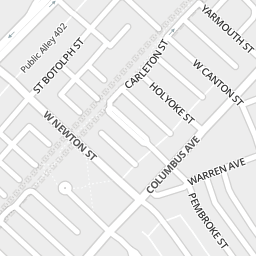 YARMOUTH ST
Public Alley 402
ST BOTOLPH ST
CARLETON ST
W CANTON ST
HOLYOKE ST
W NEWTON ST
COLUMBUS AVE
WARREN AVE
PEMBROKE ST